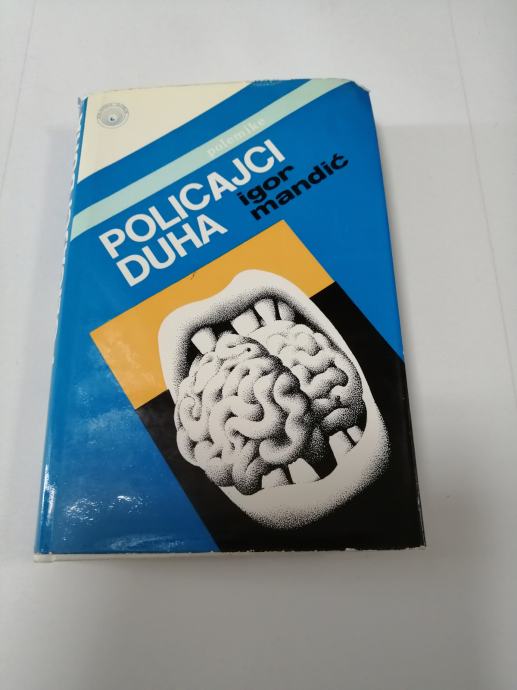 polemike
POLICAJCI
DUHA
igor
mandić